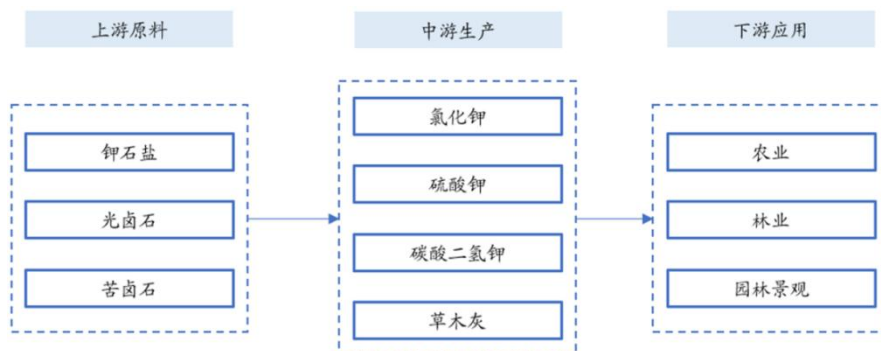 上游原料
中游生产
下游应用
钾石盐
光卤石
苦卤石
氯化钾
硫酸钾
碳酸二氢钾
草木灰
农业
林业
园林景观